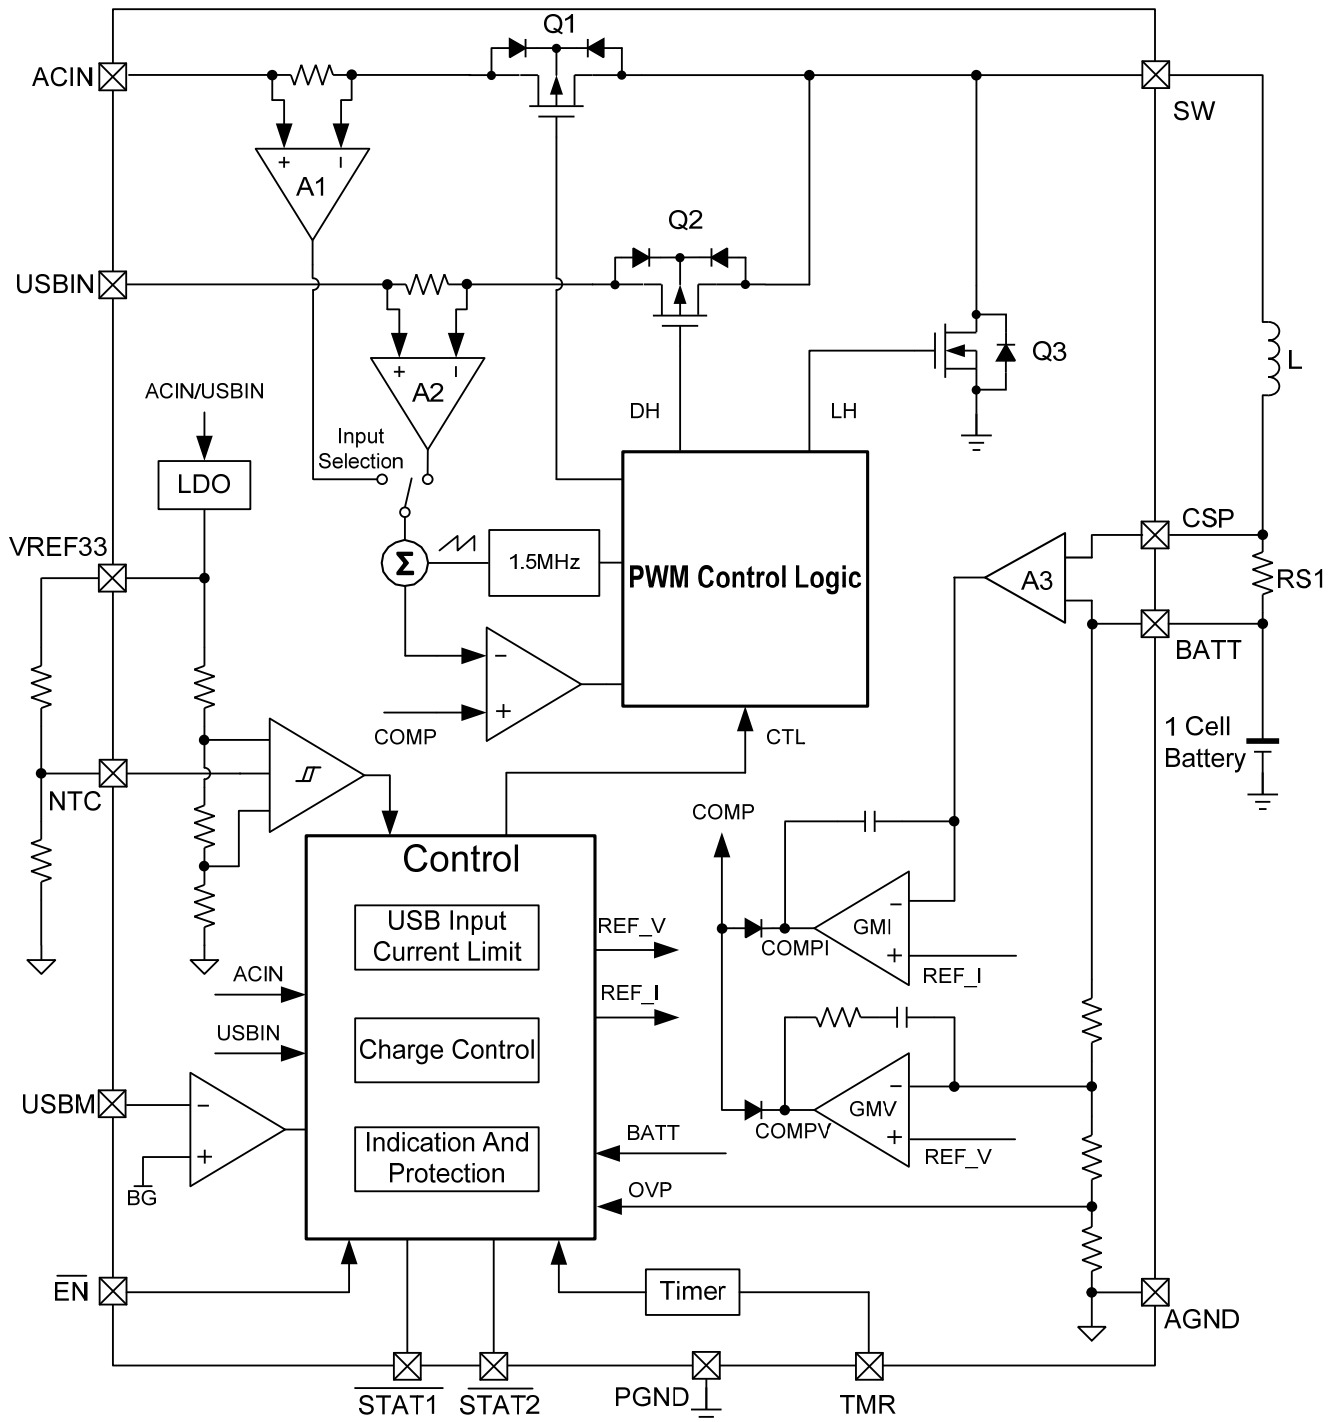 Q1
ACIN
SW
+ −
A1
Q2
USBIN
+ −
A2
Q3
L
ACIN/USBIN
DH
LH
Input
Selection
LDO
CSP
VREF33
Σ
1.5MHz
PWM Control Logic
A3
RS1
BATT
−
+
COMP
CTL
1 Cell
Battery
NTC
COMP
Control
USB Input
Current Limit
REF_V
−
GMI
COMPI
+
REF_I
ACIN
REF_I
USBIN
Charge Control
USBM
−
+
BG
−
GMV
COMPV
+
REF_V
Indication And
Protection
BATT
OVP
EN
Timer
AGND
STAT1
STAT2
PGND
TMR